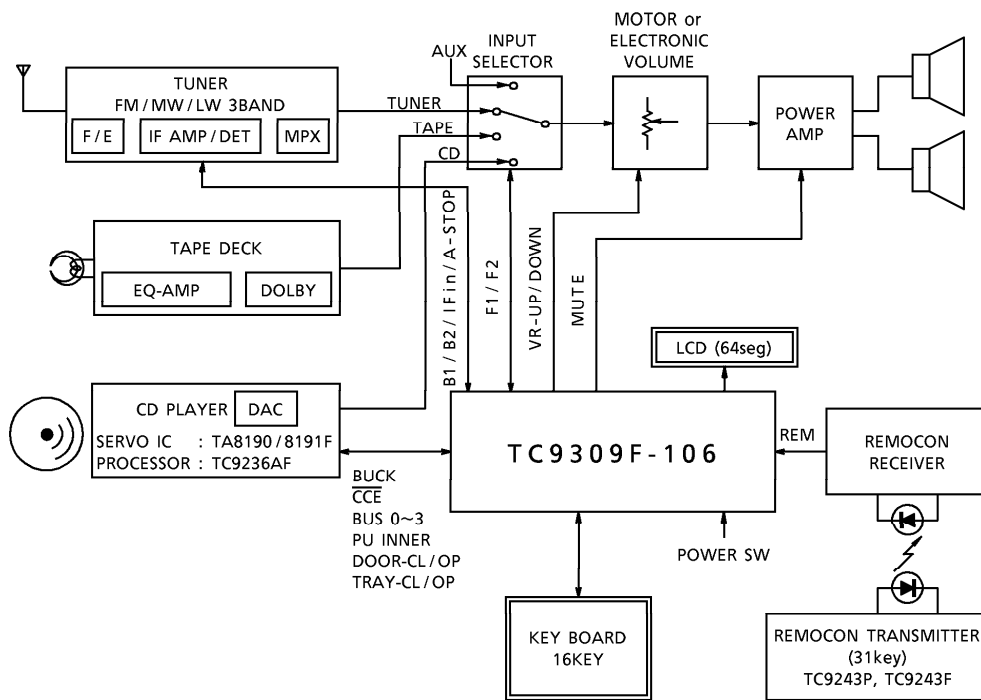 MOTOR or
ELECTRONIC
VOLUME
INPUT
SELECTOR
AUX
TUNER
FM/MW/LW 3BAND
F/E
IF AMP/DET
MPX
TUNER
TAPE
CD
POWER
AMP
TAPE DECK
EQ-AMP
DOLBY
B1/B2/IFin/A-STOP
F1/F2
VR-UP/DOWN
MUTE
LCD (64seg)
CD PLAYER
DAC
SERVO IC : TA8190/8191F
PROCESSOR : TC9236AF
TC9309F-106
REM
REMOCON
RECEIVER
BUCK
CCE
BUS 0~3
PU INNER
DOOR-CL/OP
TRAY-CL/OP
POWER SW
KEY BOARD
16KEY
REMOCON TRANSMITTER
(31key)
TC9243P, TC9243F